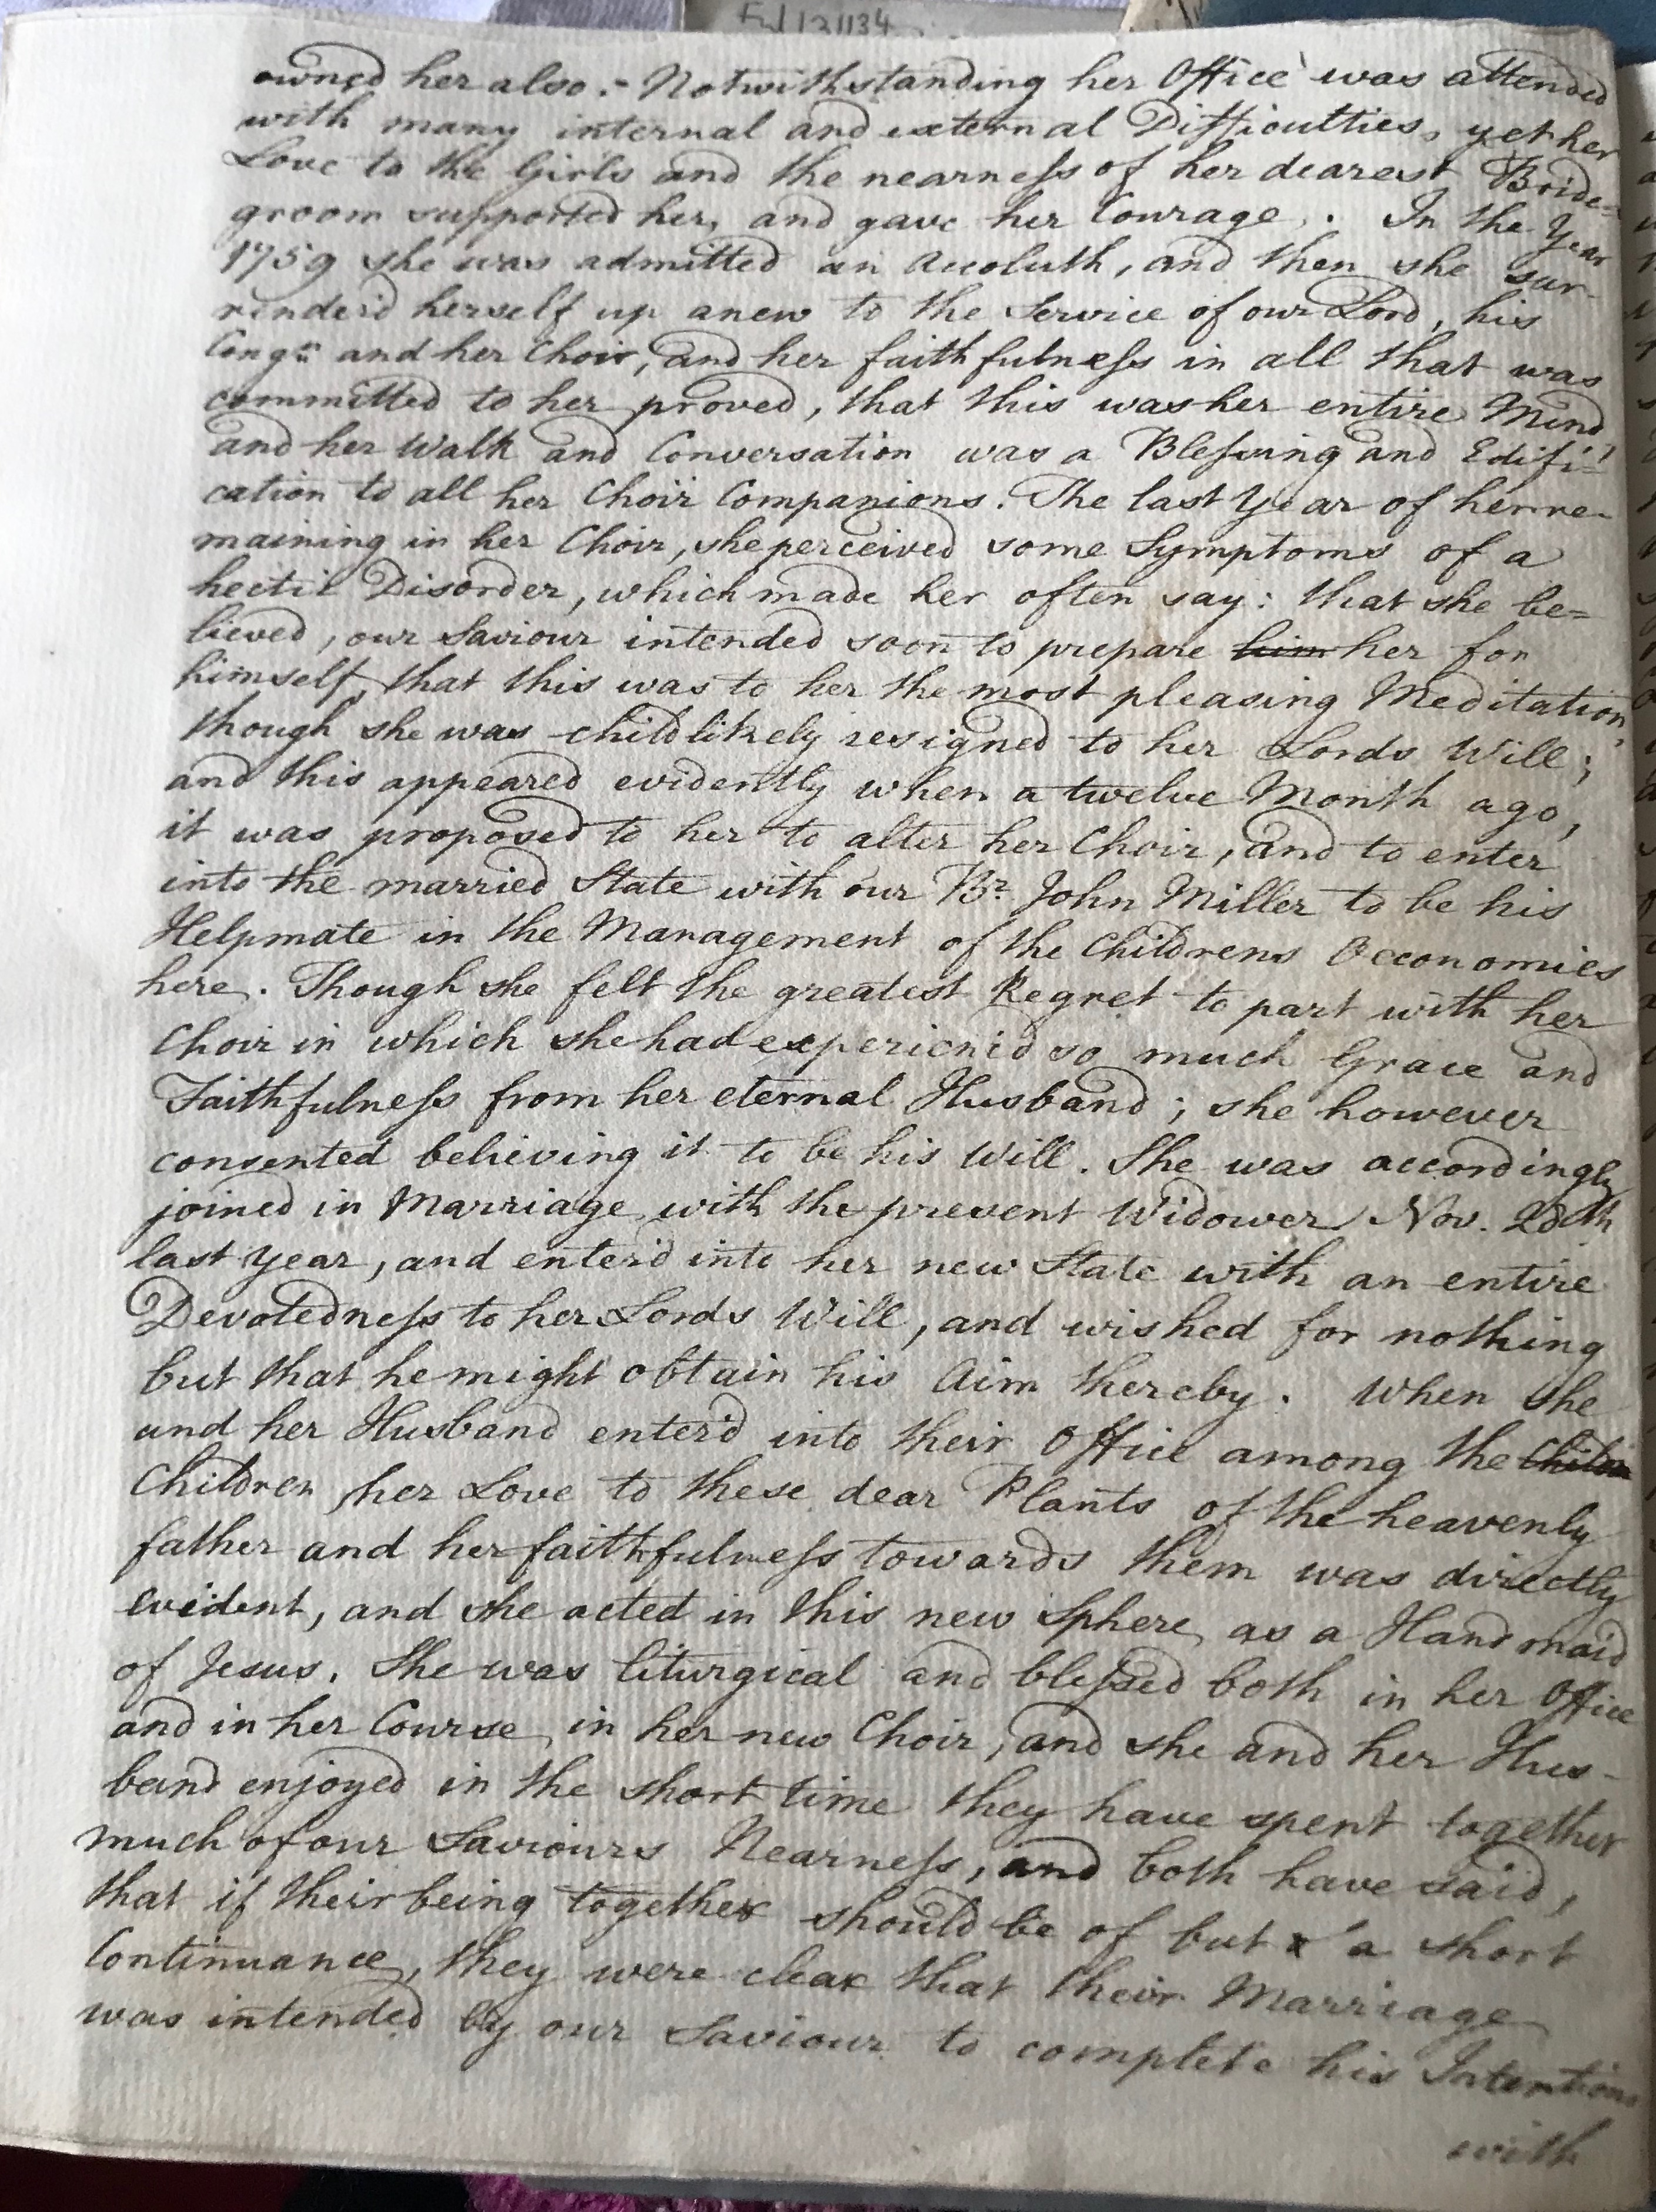 Ful 121134
owned her also. - Notwithstanding her Office was attended
with many internal and external Difficulties, yet her
Love to the Girls and the nearness of her dearest Bride=
groom supported her, and gave her Courage. In the Year
1759 she was admitted an Accoluth, and then she sur-
render'd herself up anew to the Service of our Lord, his
Congn: and her Choir, and her faithfulness in all that was
committed to her proved, that this was her entire Mind
and her Walk and Conversation was a Blessing and Edifi=
cation to all her Choir Companions. The last Year of her re-
maining in her Choir, she perceived some Symptoms of a
hectic Disorder, which made her often say: that she be=
lieved, our Saviour intended soon to prepare him her for
himself, that this was to her the most pleasing Meditation,
though she was childlikely resigned to her Lords Will;
and this appeared evidently when a twelve Month ago,
it was proposed to her to alter her Choir, and to enter
into the married State with our Br. John Miller to be his
Helpmate in the Management of the Childrens Oeconomies
here. Though she felt the greatest Regret to part with her
Choir in which she had experienc'd so much Grace and
Faithfulness from her eternal Husband; she however
consented believing it to be his Will. She was accordingly
joined in Marriage with the present Widower Nov. 28th
last Year, and enter'd into her new State with an entire
Devotedness to her Lords Will, and wished for nothing
but that he might obtain his Aim thereby. When she
and her Husband enter'd into their Office among the Children
Children her Love to these dear Plants of the heavenly
father and her faithfulness towards them was directly
evident, and she acted in this new Sphere as a Handmaid
of Jesus. She was liturgical and blessed both in her Office
and in her Course in her new Choir, and she and her Hus-
band enjoyed in the short time they have spent together
much of our Saviours Nearness, and both have said,
that if their being together should be of but a short
Continuance, they were clear that their Marriage
was intended by our Saviour to complete his Intention
with